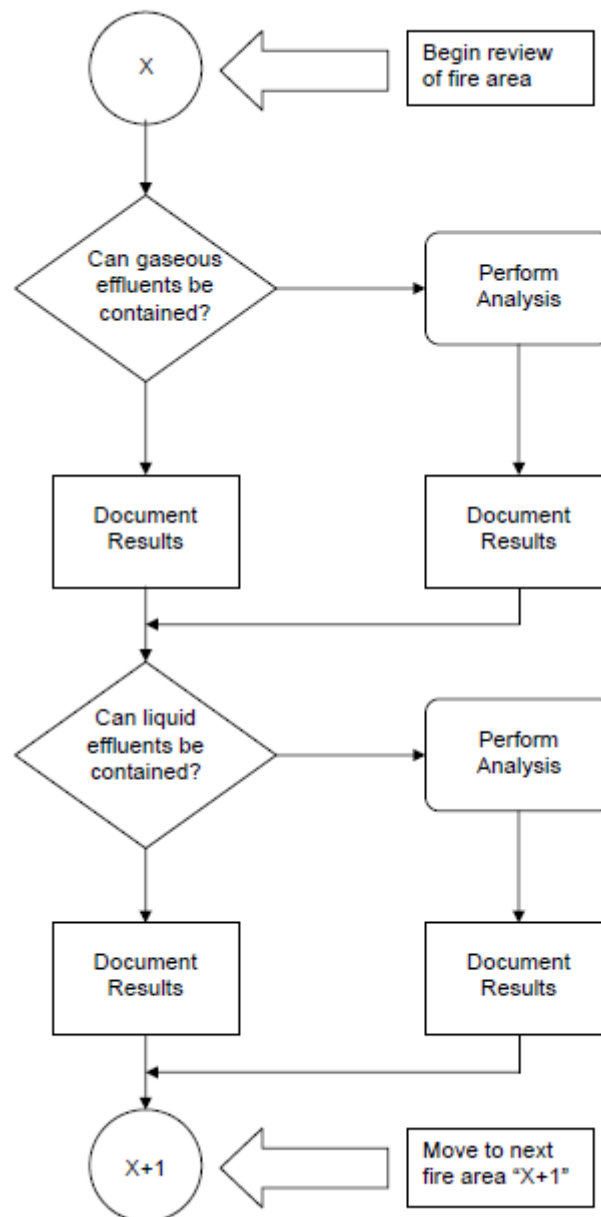 X
Begin review
of fire area
Can gaseous
effluents be
contained?
Perform
Analysis
Document
Results
Document
Results
Can liquid
effluents be
contained?
Perform
Analysis
Document
Results
Document
Results
X+1
Move to next
fire area “X+1”